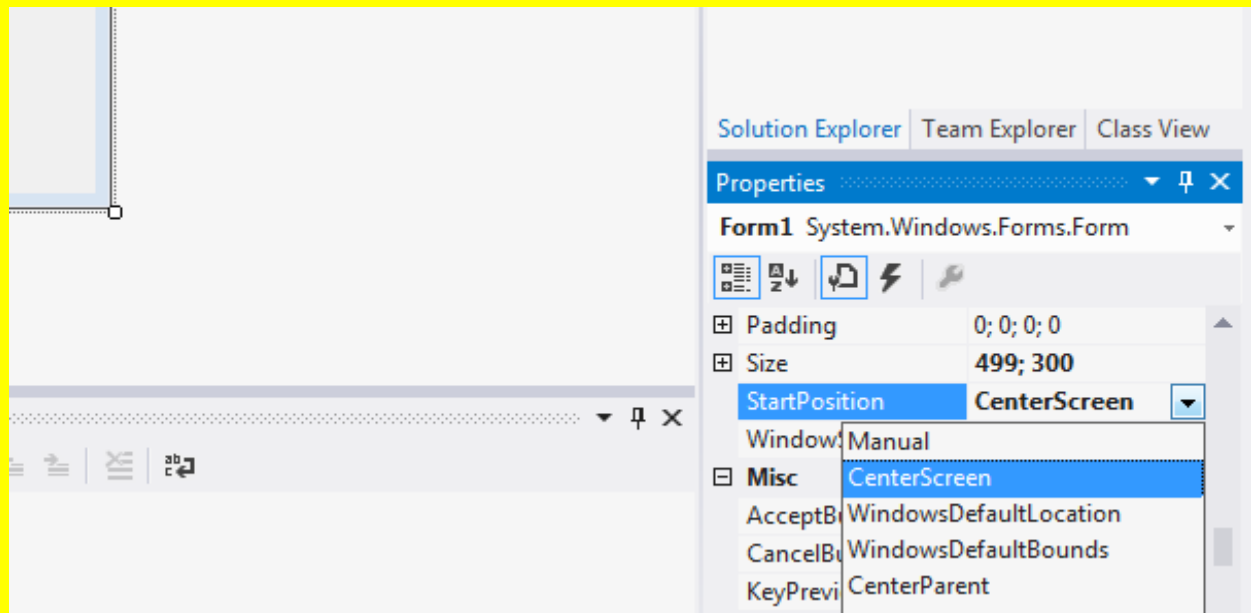 Solution Explorer Team Explorer Class View
Properties
Form1 System.Windows.Forms.Form
Padding 0; 0; 0; 0
Size 499; 300
StartPosition CenterScreen
Manual
Misc CenterScreen
WindowsDefaultLocation
WindowsDefaultBounds
CenterParent